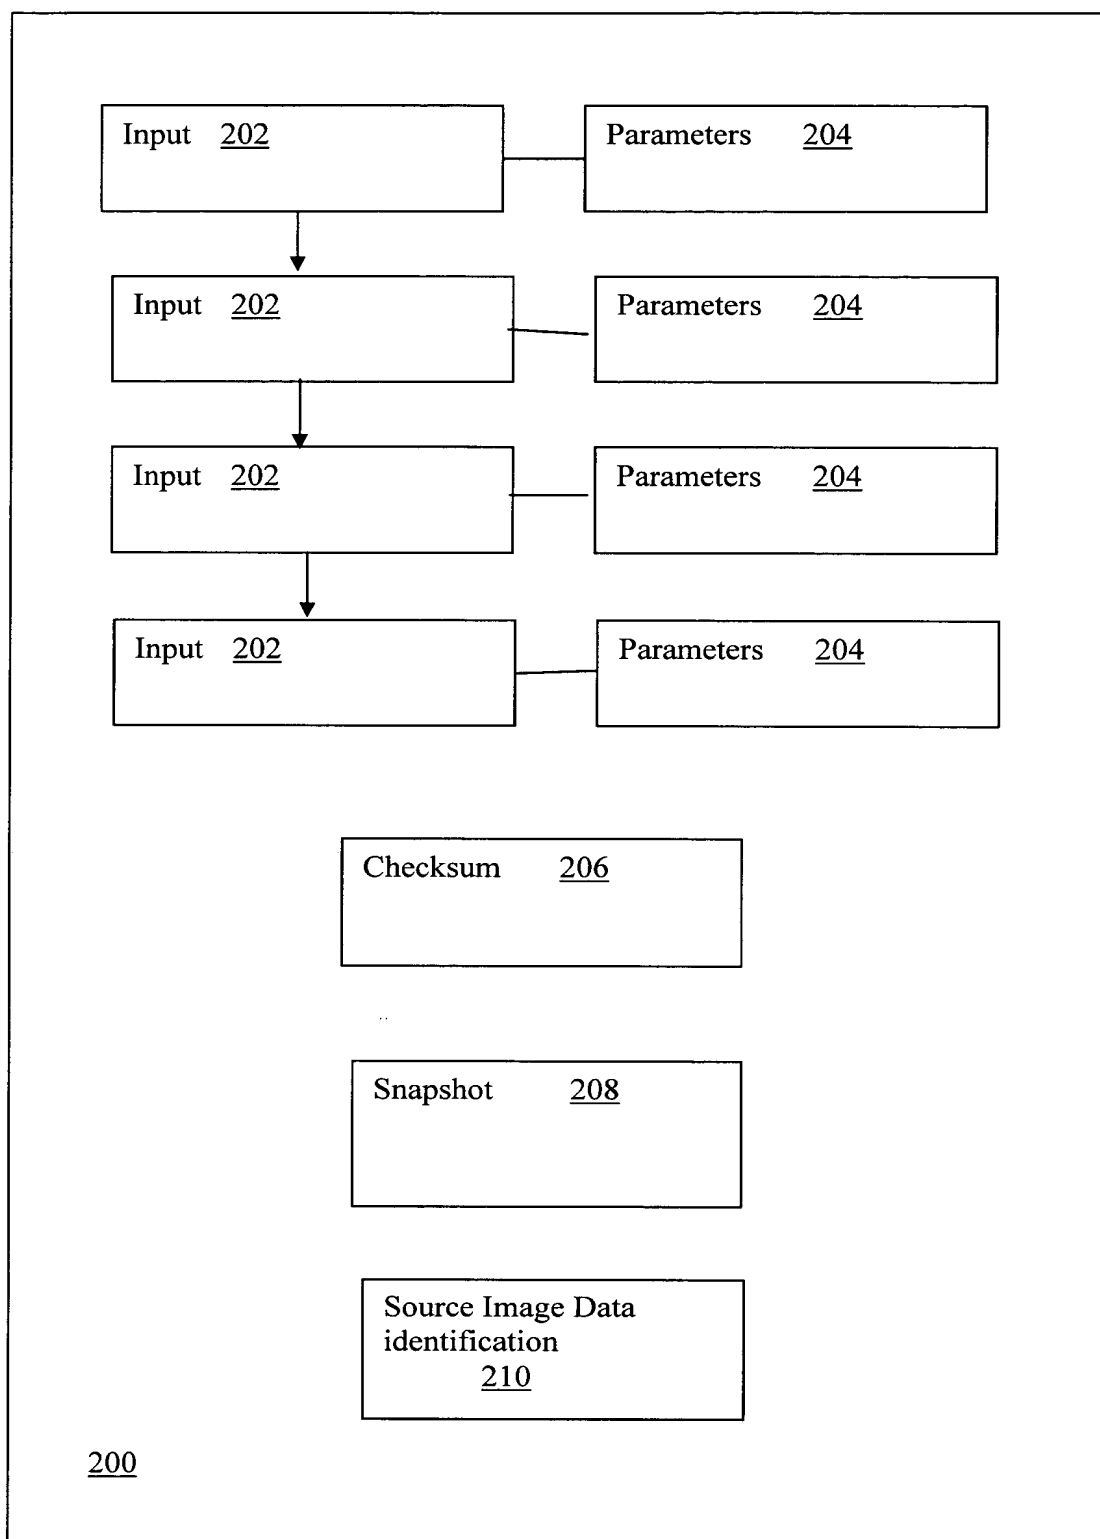 Input 202 Parameters 204
Input 202 Parameters 204
Input 202 Parameters 204
Input 202 Parameters 204
Checksum 206
Snapshot 208
Source Image Data
identification
210
200